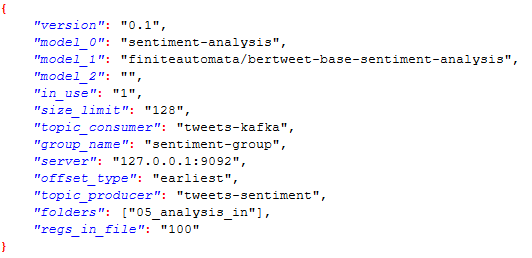 {
"version": "0.1",
"model_0": "sentiment-analysis",
"model_1": "finiteautomata/bertweet-base-sentiment-analysis",
"model_2": "",
"in_use": "1",
"size_limit": "128",
"topic_consumer": "tweets-kafka",
"group_name": "sentiment-group",
"server": "127.0.0.1:9092",
"offset_type": "earliest",
"topic_producer": "tweets-sentiment",
"folders": ["05_analysis_in"],
"regs_in_file": "100"
}